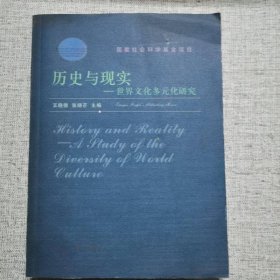 国家社会科学基金项目
历史与现实
——世界文化多元化研究
王晓德 张晓芒 主编
History and Reality
—A Study of the
Diversity of World
Culture